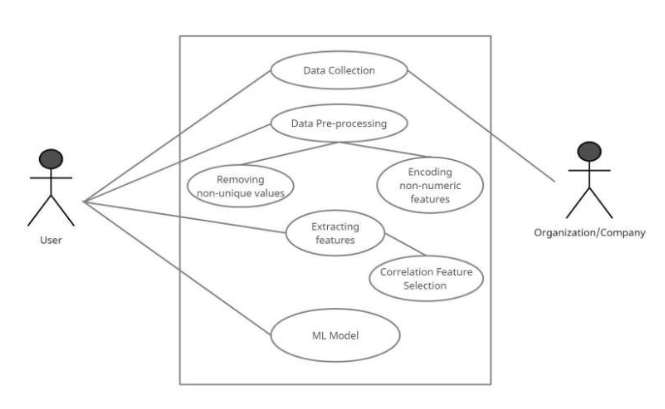 Data Collection
Data Pre-processing
Removing
non-unique values
Encoding
non-numeric
features
User
Extracting
features
Organization/Company
Correlation Feature
Selection
ML Model